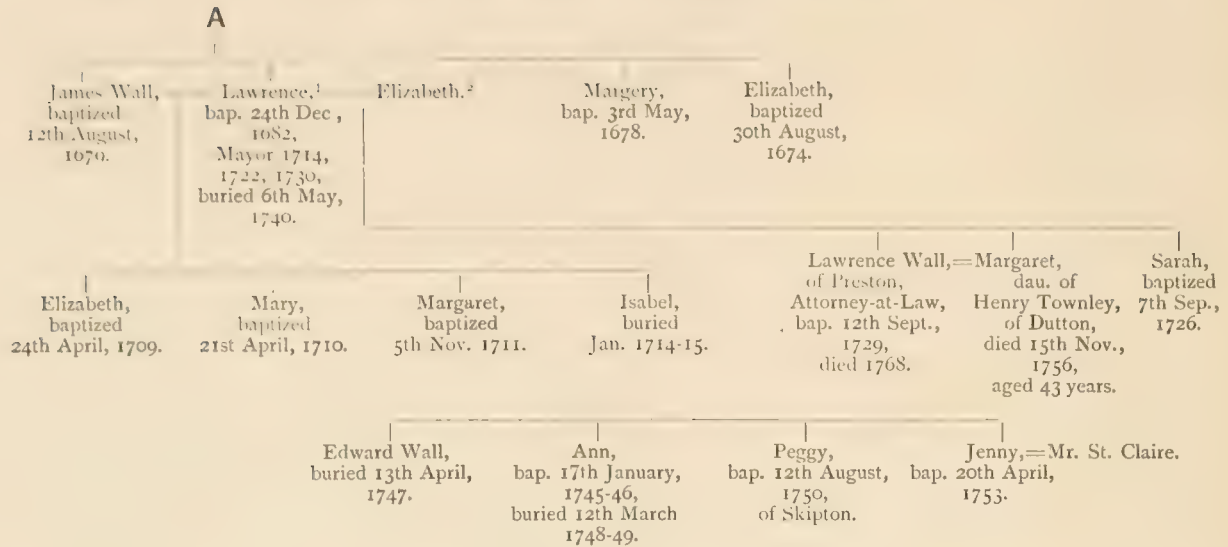 A
James Wall,
baptized
12th August,
1670.
Lawrence,¹
bap. 24th Dec,
1682,
Mayor 1714,
1722, 1730,
buried 6th May,
1740.
Elizabeth.²
Margery,
bap. 3rd May,
1678.
Elizabeth,
baptized
30th August,
1674.
Elizabeth,
baptized
24th April, 1709.
Mary,
baptized
21st April, 1710.
Margaret,
baptized
5th Nov. 1711.
Isabel,
buried
Jan. 1714-15.
Lawrence Wall,=Margaret,
of Preston,
Attorney-at-Law,
bap. 12th Sept.,
1729,
died 1768.
dau. of
Henry Townley,
of Dutton,
died 15th Nov.,
1756,
aged 43 years.
Sarah,
baptized
7th Sep.,
1726.
Edward Wall,
buried 13th April,
1747.
Ann,
bap. 17th January,
1745-46,
buried 12th March
1748-49.
Peggy,
bap. 12th August,
1750,
of Skipton.
Jenny,=Mr. St. Claire.
bap. 20th April,
1753.